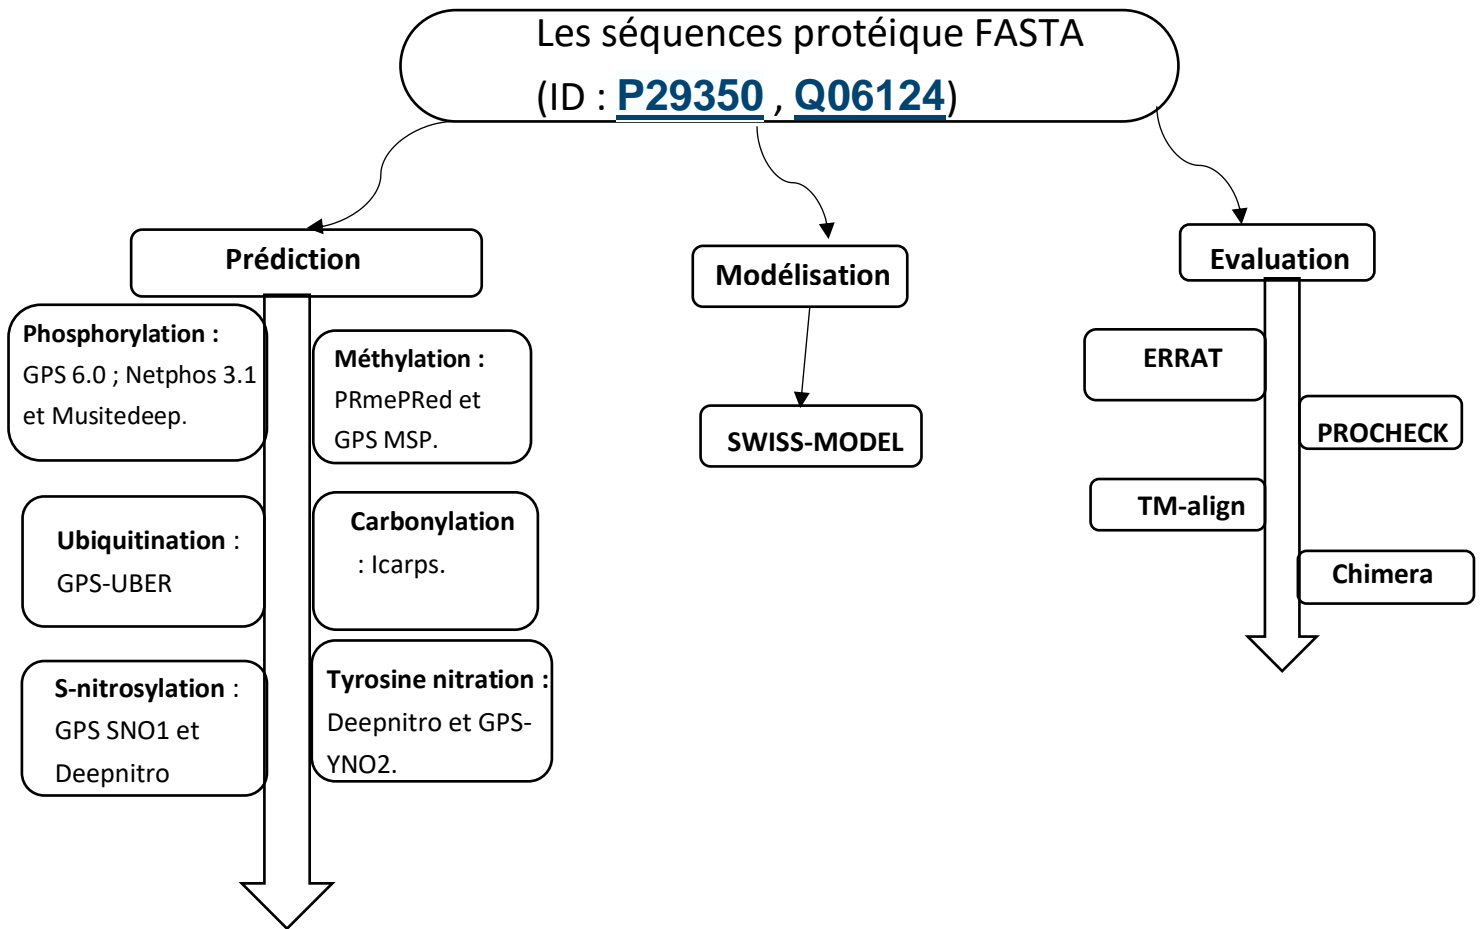 Les séquences protéique FASTA
(ID : P29350 , Q06124)
Prédiction
Phosphorylation :
GPS 6.0 ; Netphos 3.1
et Musitedeep.
Méthylation :
PRmePRed et
GPS MSP.
Ubiquitination :
GPS-UBER
Carbonylation
: Icarps.
S-nitrosylation :
GPS SNO1 et
Deepnitro
Tyrosine nitration :
Deepnitro et GPS-
YNO2.
Modélisation
SWISS-MODEL
Evaluation
ERRAT
PROCHECK
TM-align
Chimera